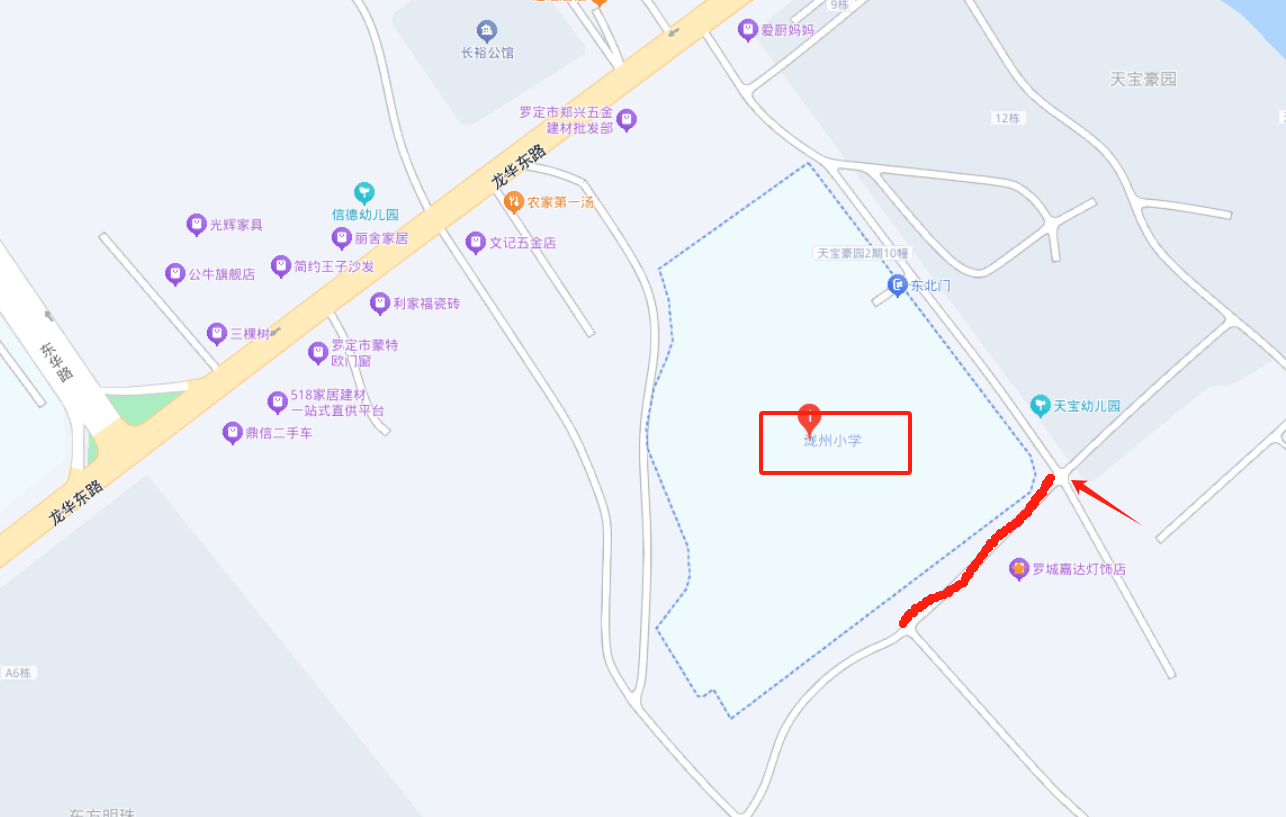 9栋
爱厨妈妈
长裕公馆
天宝豪园
12栋
罗定市郑兴五金
建材批发部
龙华东路
信德幼儿园
农家第一汤
光辉家具
丽舍家居
文记五金店
天宝豪园2期10幢
公牛旗舰店
简约王子沙发
东北门
利家福瓷砖
三棵树
东华路
罗定市蒙特
欧门窗
518家居建材
一站式直供平台
天宝幼儿园
鼎信二手车
泷州小学
龙华东路
罗城嘉达灯饰店
A6栋
东方明珠